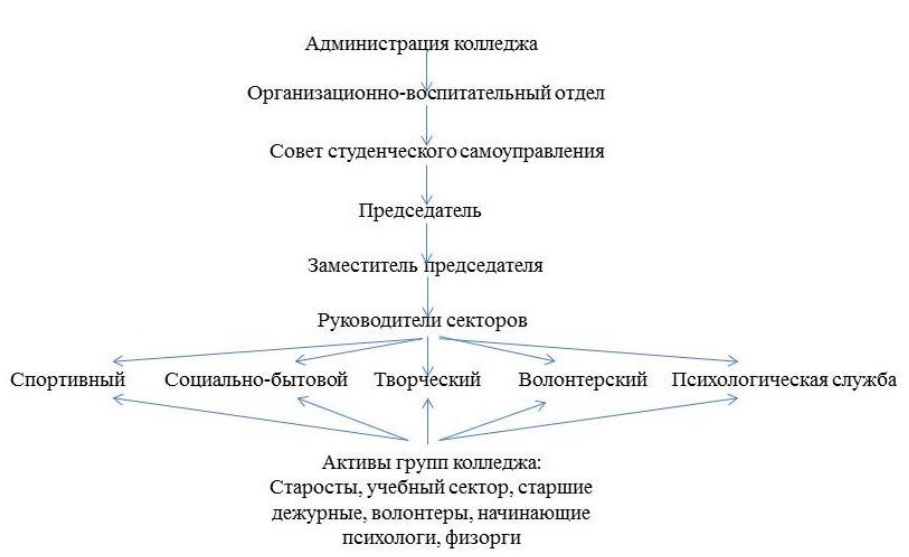 Администрация колледжа
Организационно-воспитательный отдел
Совет студенческого самоуправления
Председатель
Заместитель председателя
Руководители секторов
Спортивный Социально-бытовой Творческий Волонтерский Психологическая служба
Активы групп колледжа:
Старосты, учебный сектор, старшие
дежурные, волонтеры, начинающие
психологи, физорги